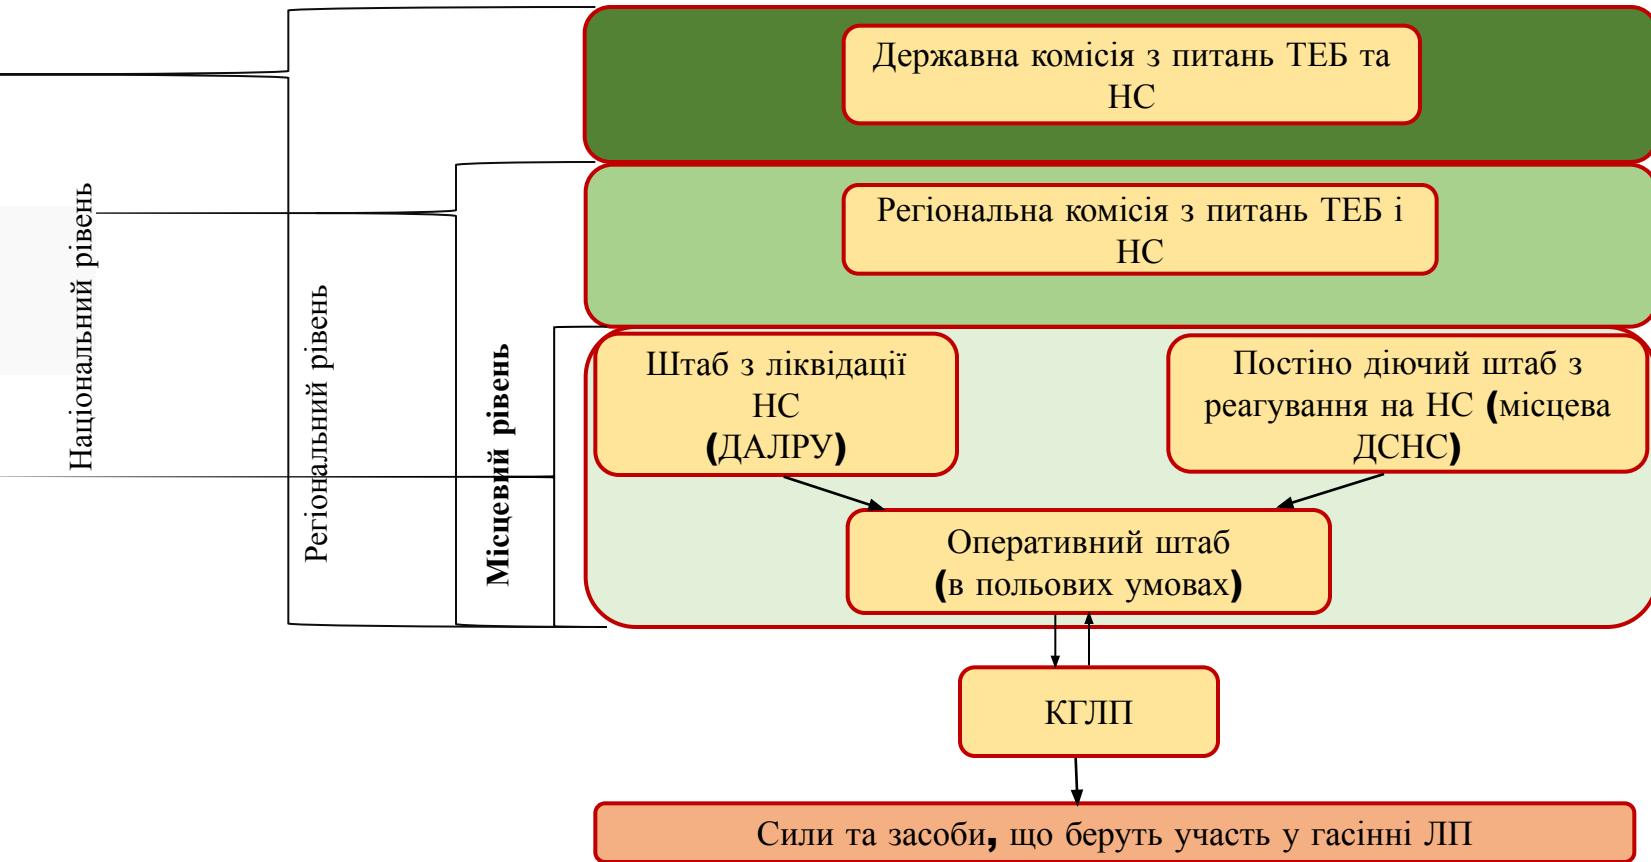 Державна комісія з питань ТЕБ та
НС
Регіональна комісія з питань ТЕБ і
НС
Національний рівень
Регіональний рівень
Місцевий рівень
Штаб з ліквідації
НС
(ДАЛРУ)
Постіно діючий штаб з
реагування на НС (місцева
ДСНС)
Оперативний штаб
(в польових умовах)
КГЛП
Сили та засоби, що беруть участь у гасінні ЛП